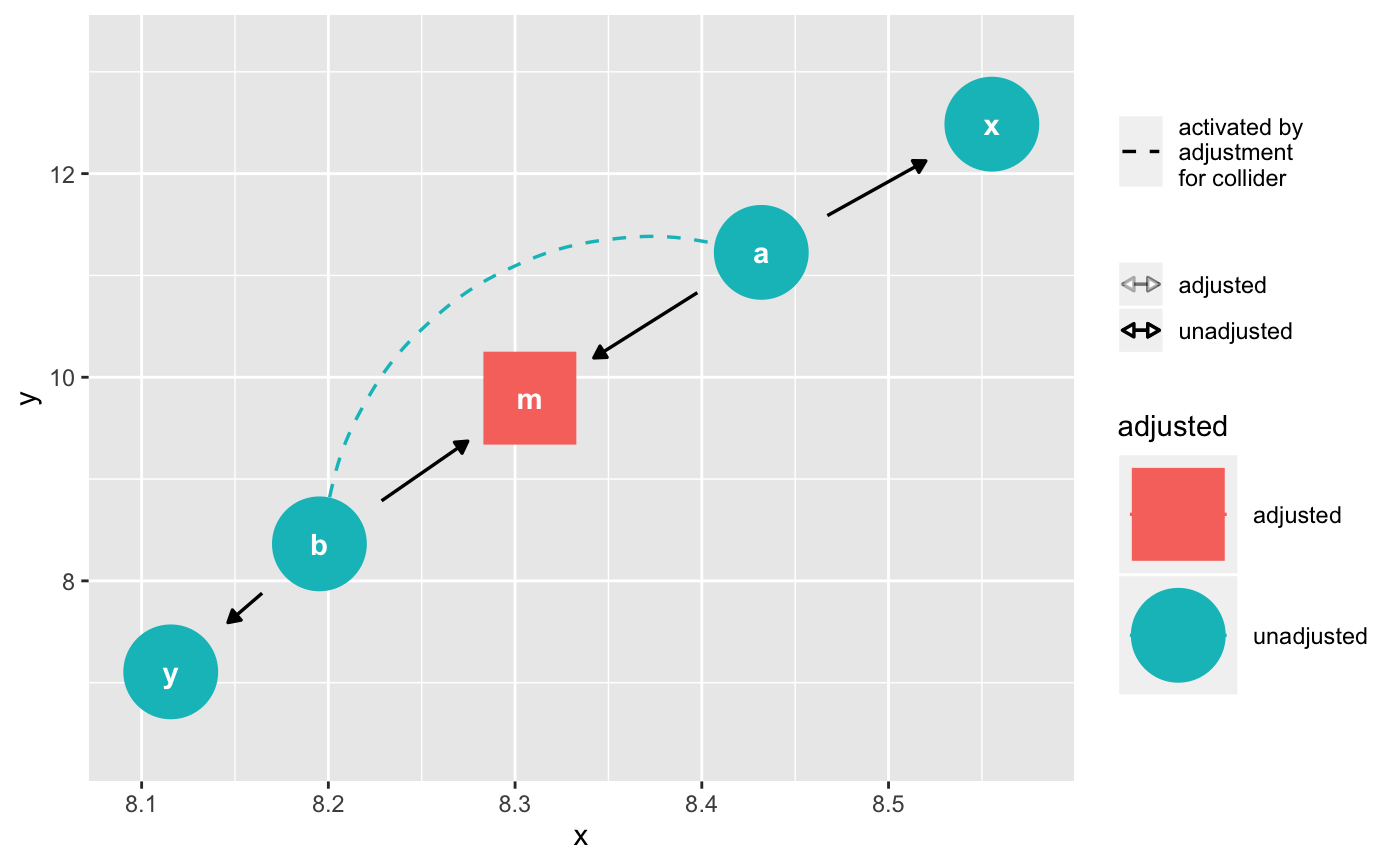 x
a
m
b
y
12
10
8
y
8.1
8.2
8.3
8.4
8.5
x
activated by
adjustment
for collider
adjusted
unadjusted
adjusted
adjusted
unadjusted